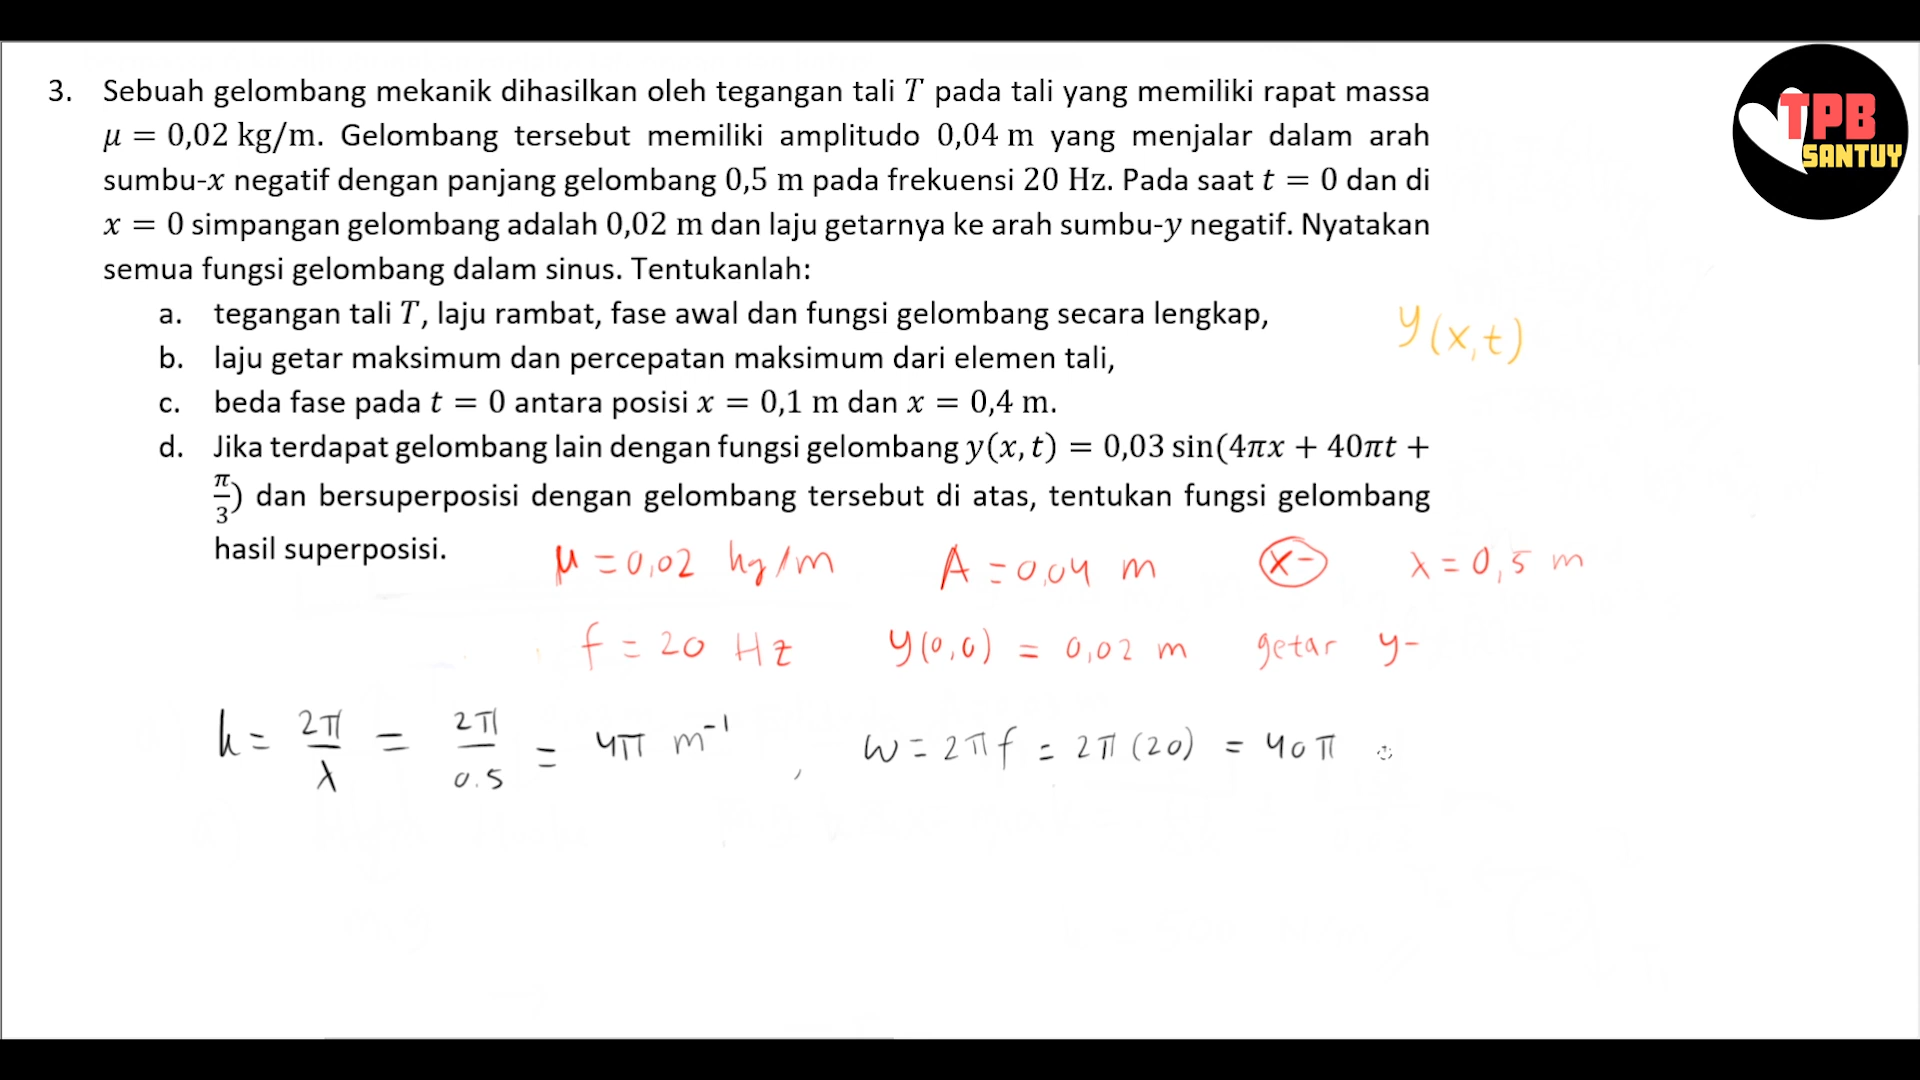 TPB
SANTUY
3. Sebuah gelombang mekanik dihasilkan oleh tegangan tali T pada tali yang memiliki rapat massa
μ = 0,02 kg/m. Gelombang tersebut memiliki amplitudo 0,04 m yang menjalar dalam arah
sumbu-x negatif dengan panjang gelombang 0,5 m pada frekuensi 20 Hz. Pada saat t = 0 dan di
x = 0 simpangan gelombang adalah 0,02 m dan laju getarnya ke arah sumbu-y negatif. Nyatakan
semua fungsi gelombang dalam sinus. Tentukanlah:
a. tegangan tali T, laju rambat, fase awal dan fungsi gelombang secara lengkap,
y(x,t)
b. laju getar maksimum dan percepatan maksimum dari elemen tali,
c. beda fase pada t = 0 antara posisi x = 0,1 m dan x = 0,4 m.
d. Jika terdapat gelombang lain dengan fungsi gelombang y(x, t) = 0,03 sin(4πx + 40πt +
π/3) dan bersuperposisi dengan gelombang tersebut di atas, tentukan fungsi gelombang
hasil superposisi.
μ = 0,02 kg/m A = 0,04 m x- λ = 0,5 m
f = 20 Hz y(0,0) = 0,02 m getar y-
k = 2π/λ = 2π/0.5 = 4π m⁻¹ , ω = 2πf = 2π(20) = 40π